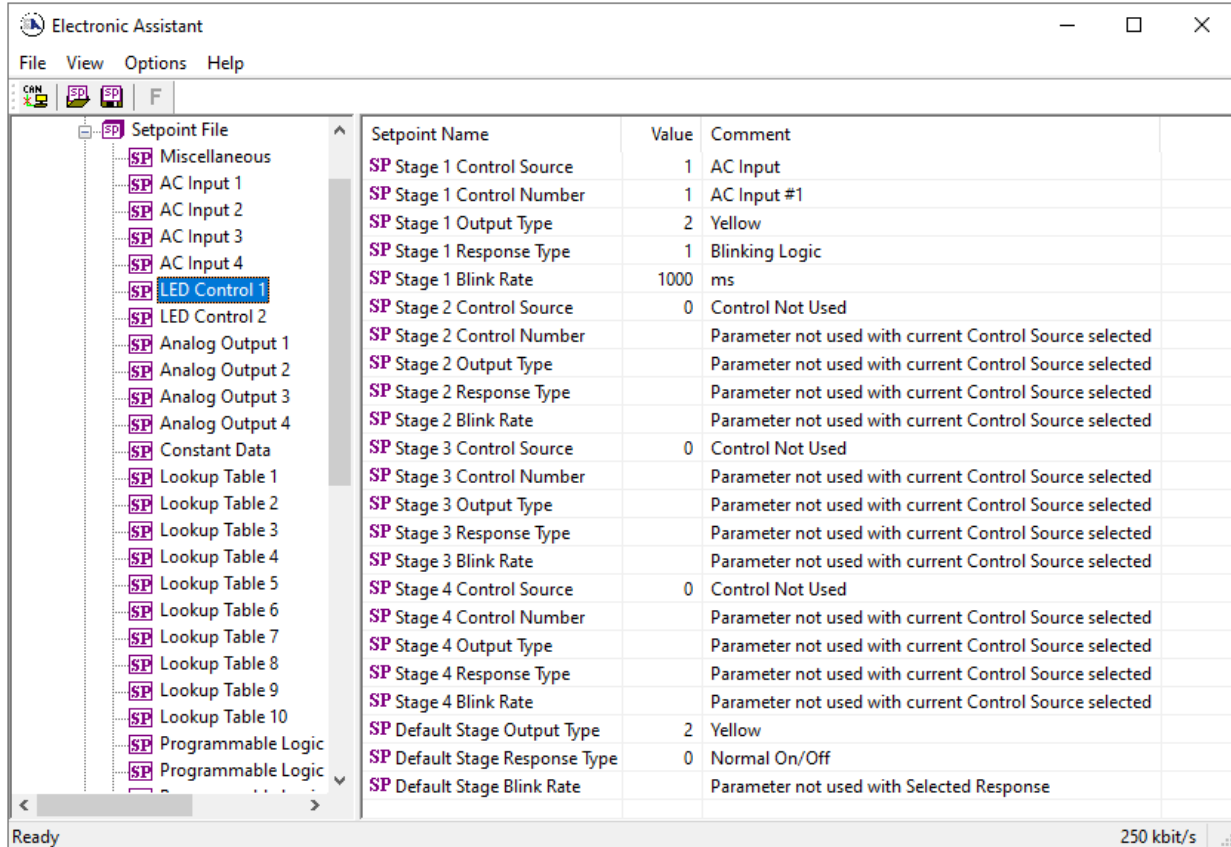 Electronic Assistant
File View Options Help
CAN SP SP F
SP Setpoint File
SP Miscellaneous
SP AC Input 1
SP AC Input 2
SP AC Input 3
SP AC Input 4
SP LED Control 1
SP LED Control 2
SP Analog Output 1
SP Analog Output 2
SP Analog Output 3
SP Analog Output 4
SP Constant Data
SP Lookup Table 1
SP Lookup Table 2
SP Lookup Table 3
SP Lookup Table 4
SP Lookup Table 5
SP Lookup Table 6
SP Lookup Table 7
SP Lookup Table 8
SP Lookup Table 9
SP Lookup Table 10
SP Programmable Logic
SP Programmable Logic
Setpoint Name Value Comment
SP Stage 1 Control Source 1 AC Input
SP Stage 1 Control Number 1 AC Input #1
SP Stage 1 Output Type 2 Yellow
SP Stage 1 Response Type 1 Blinking Logic
SP Stage 1 Blink Rate 1000 ms
SP Stage 2 Control Source 0 Control Not Used
SP Stage 2 Control Number Parameter not used with current Control Source selected
SP Stage 2 Output Type Parameter not used with current Control Source selected
SP Stage 2 Response Type Parameter not used with current Control Source selected
SP Stage 2 Blink Rate Parameter not used with current Control Source selected
SP Stage 3 Control Source 0 Control Not Used
SP Stage 3 Control Number Parameter not used with current Control Source selected
SP Stage 3 Output Type Parameter not used with current Control Source selected
SP Stage 3 Response Type Parameter not used with current Control Source selected
SP Stage 3 Blink Rate Parameter not used with current Control Source selected
SP Stage 4 Control Source 0 Control Not Used
SP Stage 4 Control Number Parameter not used with current Control Source selected
SP Stage 4 Output Type Parameter not used with current Control Source selected
SP Stage 4 Response Type Parameter not used with current Control Source selected
SP Stage 4 Blink Rate Parameter not used with current Control Source selected
SP Default Stage Output Type 2 Yellow
SP Default Stage Response Type 0 Normal On/Off
SP Default Stage Blink Rate Parameter not used with Selected Response
Ready 250 kbit/s